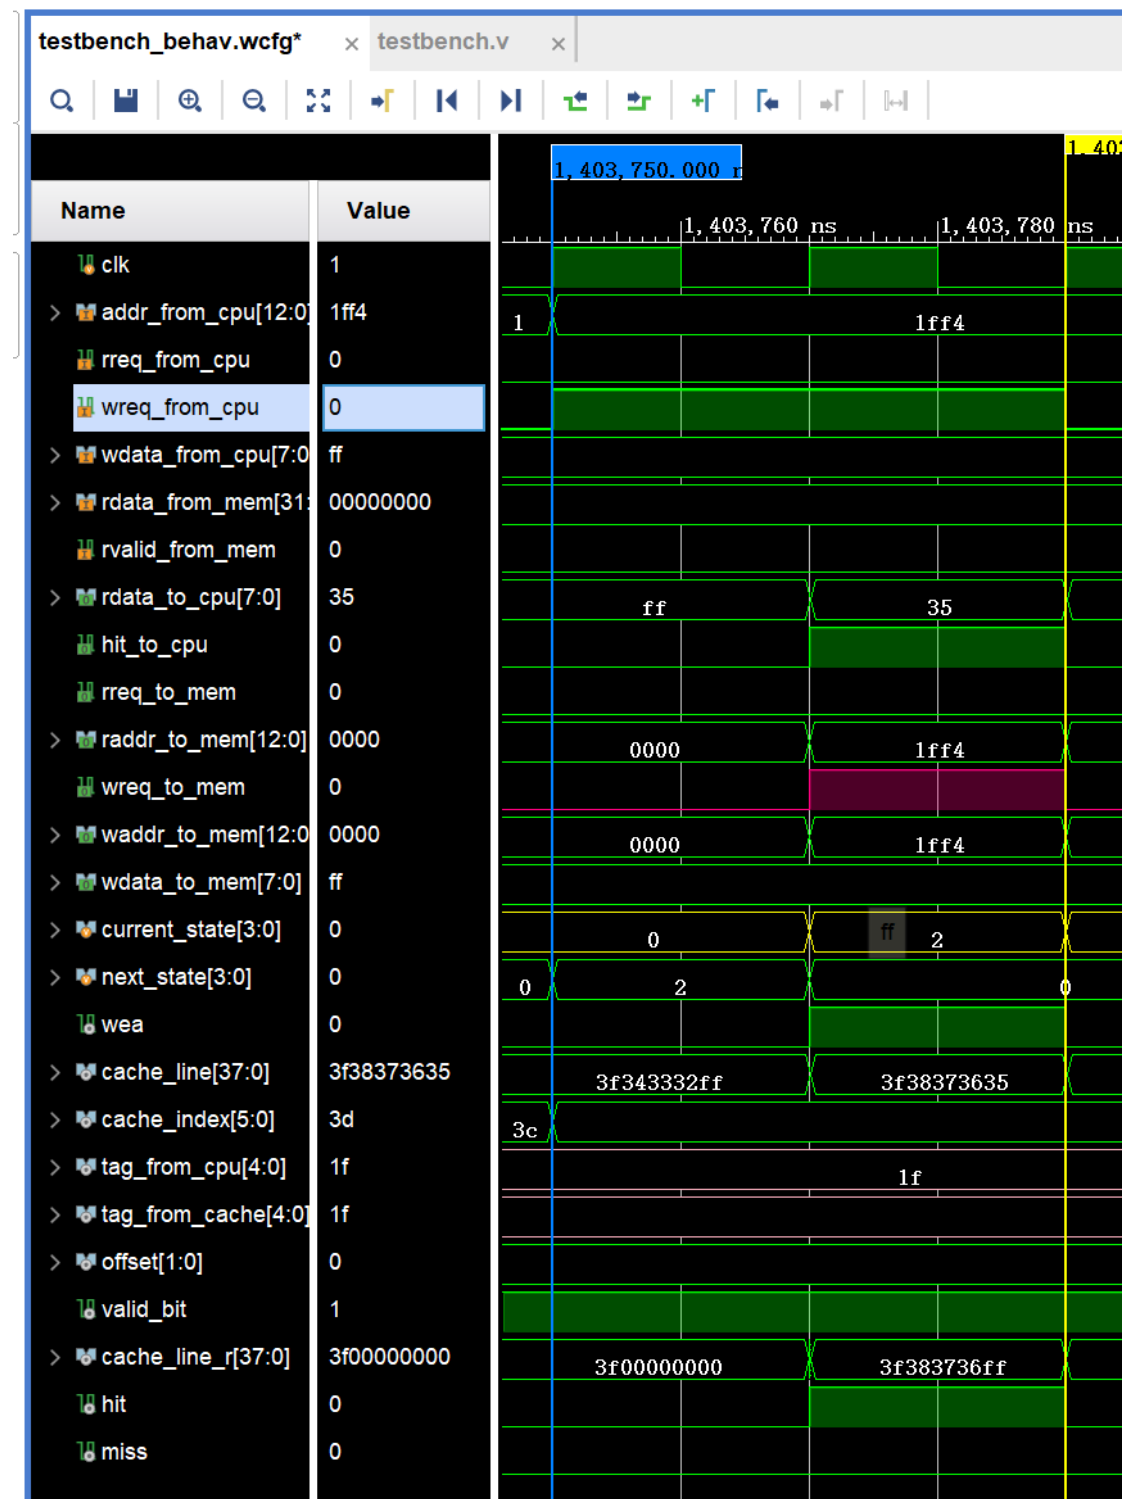 testbench_behav.wcfg* × testbench.v ×
1,403,750.000 n
1,403
Name Value
1,403,760 ns 1,403,780 ns
clk 1
addr_from_cpu[12:0] 1ff4 1 1ff4
rreq_from_cpu 0
wreq_from_cpu 0
wdata_from_cpu[7:0 ff
rdata_from_mem[31: 00000000
rvalid_from_mem 0
rdata_to_cpu[7:0] 35 ff 35
hit_to_cpu 0
rreq_to_mem 0
raddr_to_mem[12:0] 0000 0000 1ff4
wreq_to_mem 0
waddr_to_mem[12:0 0000 0000 1ff4
wdata_to_mem[7:0] ff
current_state[3:0] 0 0 ff 2
next_state[3:0] 0 0 2 0
wea 0
cache_line[37:0] 3f38373635 3f343332ff 3f38373635
cache_index[5:0] 3d 3c
tag_from_cpu[4:0] 1f 1f
tag_from_cache[4:0] 1f
offset[1:0] 0
valid_bit 1
cache_line_r[37:0] 3f00000000 3f00000000 3f383736ff
hit 0
miss 0